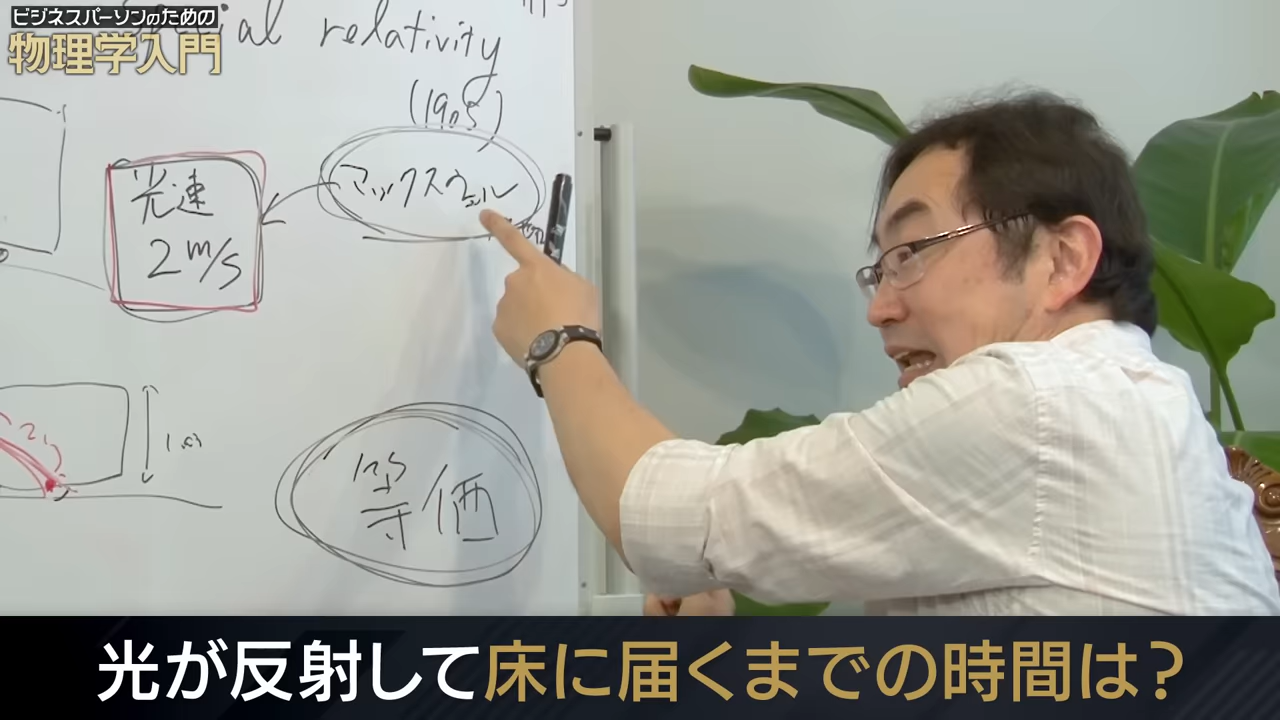 ビジネスパーソンのための
物理学入門
Special relativity
(1905)
マックスウェル
光速
2m/s
等価
光が反射して床に届くまでの時間は?